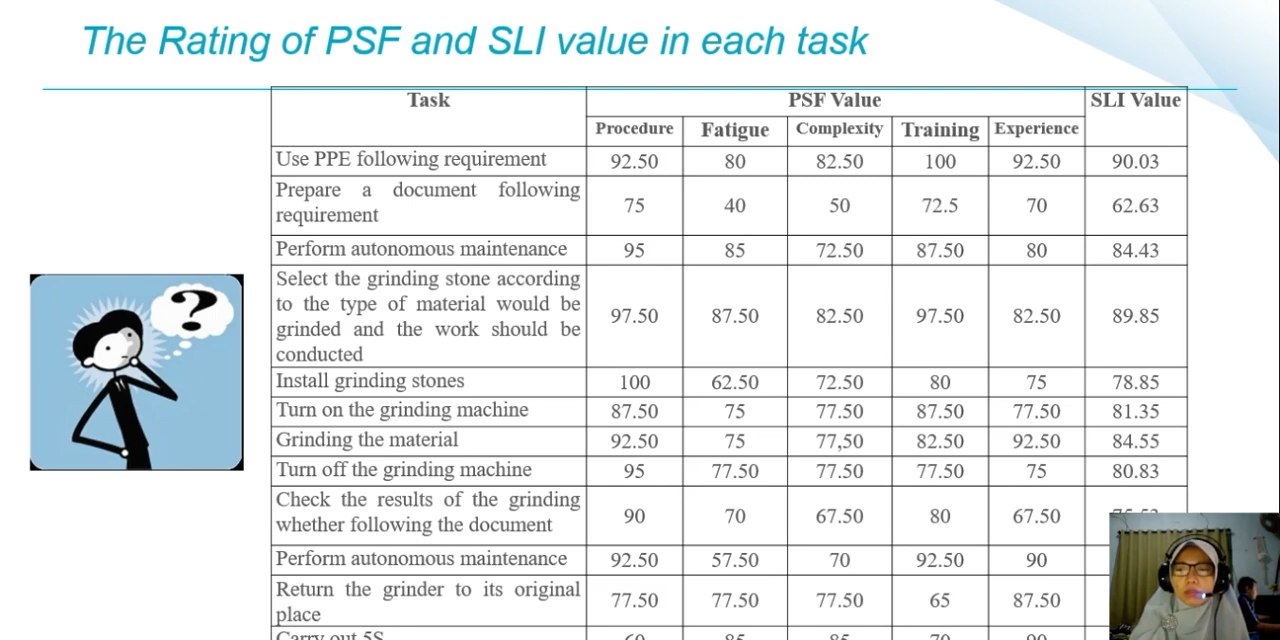 The Rating of PSF and SLI value in each task
Task PSF Value SLI Value
Procedure Fatigue Complexity Training Experience
Use PPE following requirement 92.50 80 82.50 100 92.50 90.03
Prepare a document following
requirement 75 40 50 72.5 70 62.63
Perform autonomous maintenance 95 85 72.50 87.50 80 84.43
Select the grinding stone according
to the type of material would be
grinded and the work should be
conducted 97.50 87.50 82.50 97.50 82.50 89.85
Install grinding stones 100 62.50 72.50 80 75 78.85
Turn on the grinding machine 87.50 75 77.50 87.50 77.50 81.35
Grinding the material 92.50 75 77,50 82.50 92.50 84.55
Turn off the grinding machine 95 77.50 77.50 77.50 75 80.83
Check the results of the grinding
whether following the document 90 70 67.50 80 67.50
Perform autonomous maintenance 92.50 57.50 70 92.50 90
Return the grinder to its original
place 77.50 77.50 77.50 65 87.50
Carry out 5S
?